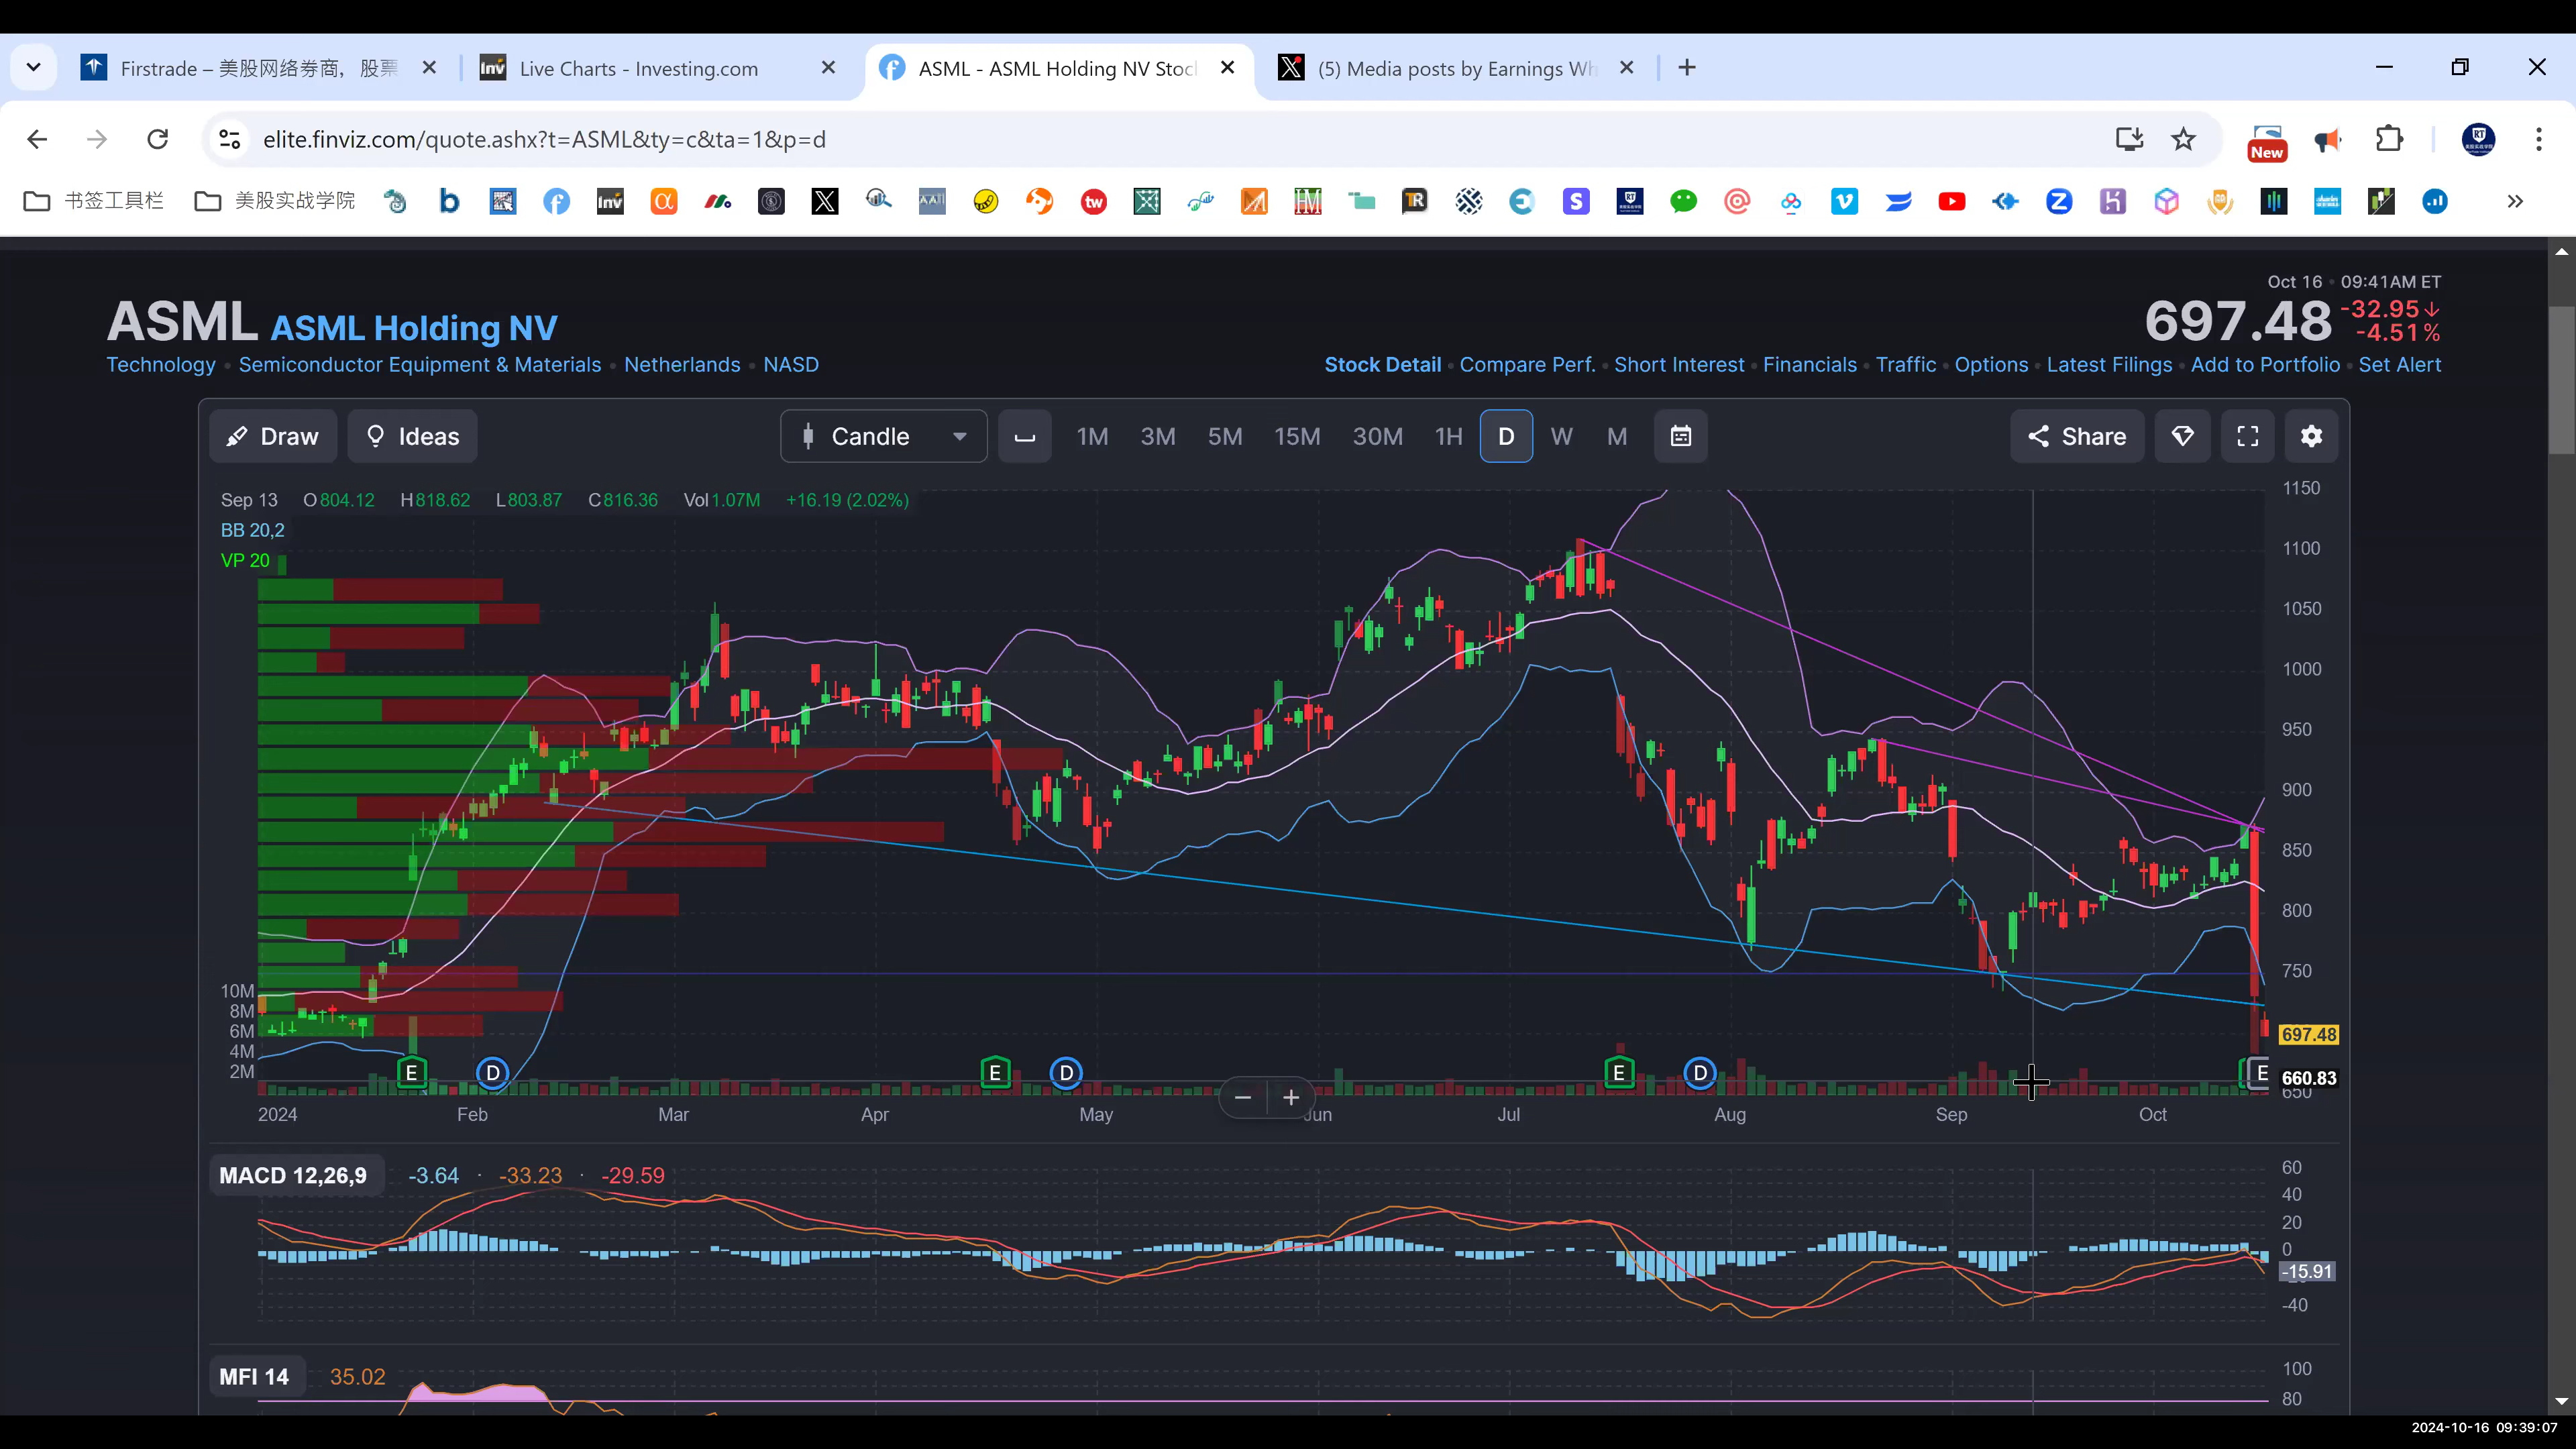 Firstrade – 美股网络券商，股票
Live Charts - Investing.com
ASML - ASML Holding NV Stoc
(5) Media posts by Earnings Wh
elite.finviz.com/quote.ashx?t=ASML&ty=c&ta=1&p=d
New
书签工具栏 美股实战学院
Oct 16 • 09:41AM ET
ASML ASML Holding NV
697.48 -32.95↓
-4.51%
Technology • Semiconductor Equipment & Materials • Netherlands • NASD
Stock Detail • Compare Perf. • Short Interest • Financials • Traffic • Options • Latest Filings • Add to Portfolio • Set Alert
Draw Ideas Candle 1M 3M 5M 15M 30M 1H D W M Share
Sep 13 O804.12 H818.62 L803.87 C816.36 Vol1.07M +16.19 (2.02%)
BB 20,2
VP 20
1150
1100
1050
1000
950
900
850
800
750
697.48
660.83
650
10M
8M
6M
4M
2M
E D E D E D E
2024 Feb Mar Apr May Jun Jul Aug Sep Oct
MACD 12,26,9 -3.64 · -33.23 · -29.59
60
40
20
0
-15.91
-40
MFI 14 35.02
100
80
2024-10-16 09:39:07